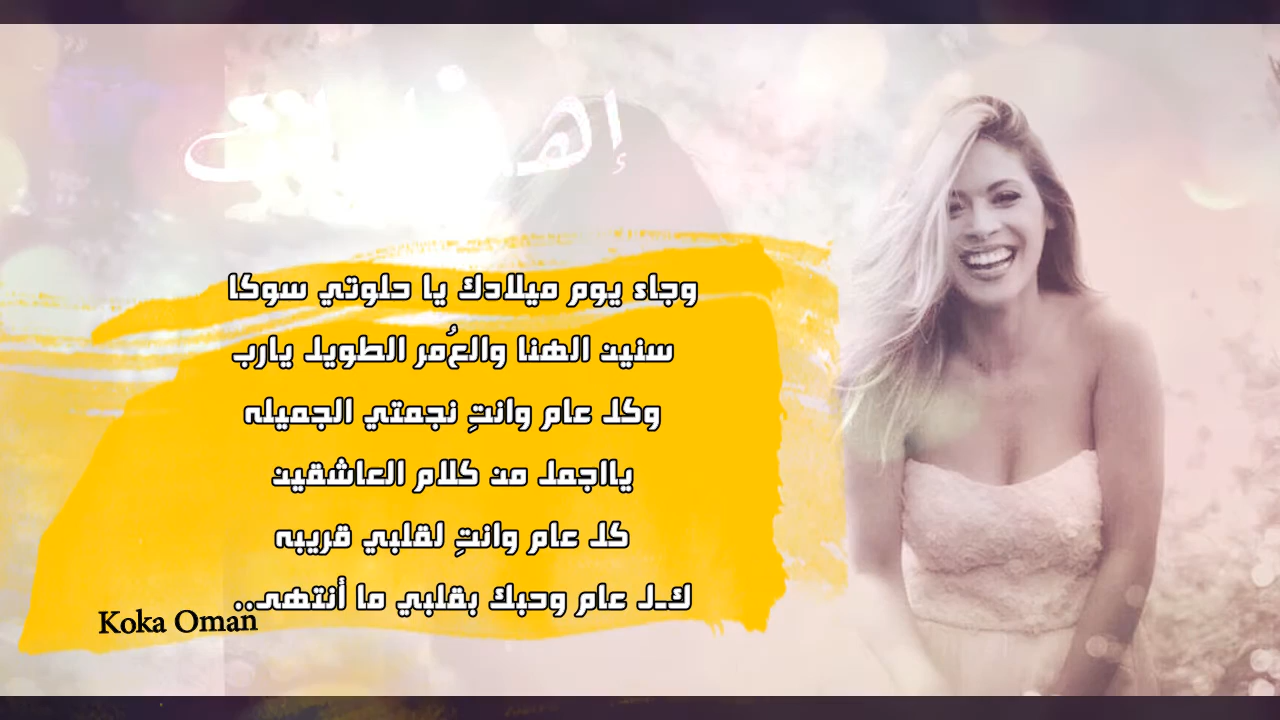 وجاء يوم ميلادك يا حلوتي سوكا
سنين الهنا والعُمر الطويل يارب
وكل عام وانتِ نجمتي الجميله
يااجمل من كلام العاشقين
كل عام وانتِ لقلبي قريبه
كـل عام وحبك بقلبي ما أنتهى..
Koka Oman